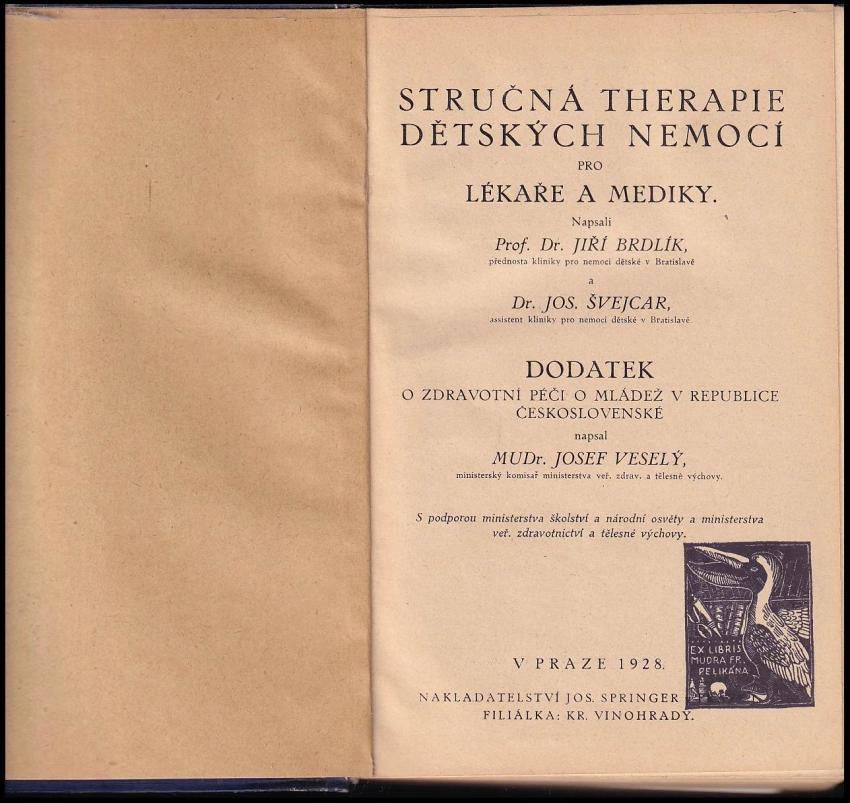 STRUČNÁ THERAPIE
DĚTSKÝCH NEMOCÍ
PRO
LÉKAŘE A MEDIKY.
Napsali
Prof. Dr. JIŘÍ BRDLÍK,
přednosta kliniky pro nemoci dětské v Bratislavě
a
Dr. JOS. ŠVEJCAR,
assistent kliniky pro nemoci dětské v Bratislavě.
DODATEK
O ZDRAVOTNÍ PÉČI O MLÁDEŽ V REPUBLICE
ČESKOSLOVENSKÉ
napsal
MUDr. JOSEF VESELÝ,
ministerský komisař ministerstva veř. zdrav. a tělesné výchovy.
S podporou ministerstva školství a národní osvěty a ministerstva
veř. zdravotnictví a tělesné výchovy.
EX LIBRIS
MUDRA FR.
PELIKÁNA
V PRAZE 1928.
NAKLADATELSTVÍ JOS. SPRINGER
FILIÁLKA: KR. VINOHRADY.